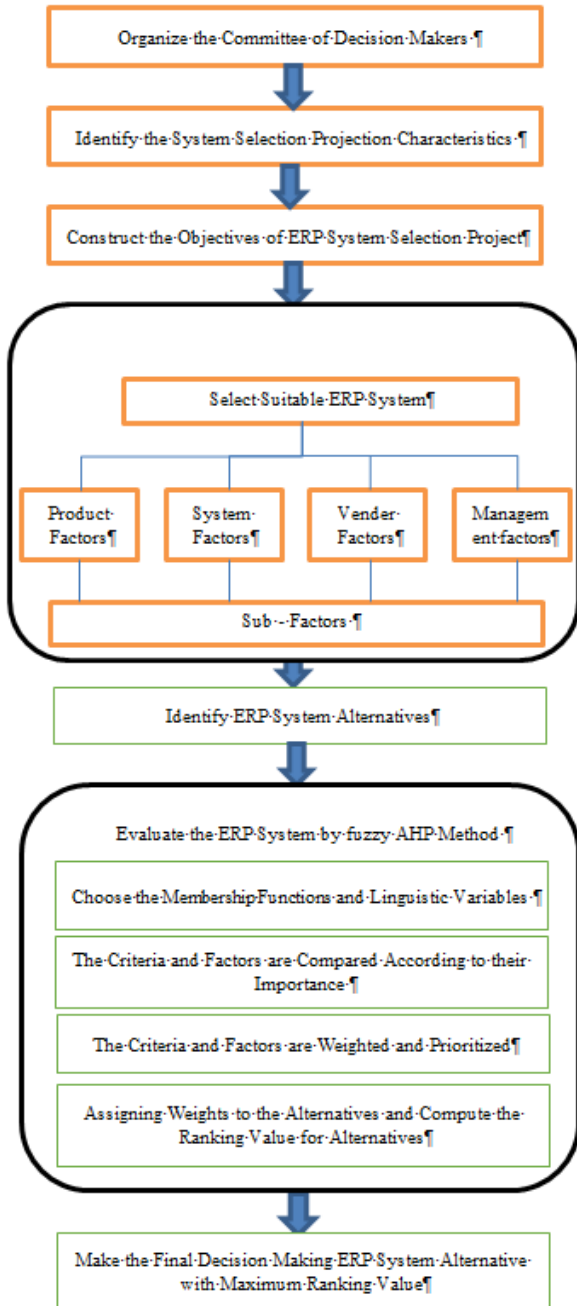 Organize·the·Committee·of·Decision·Makers·¶
Identify·the·System·Selection·Projection·Characteristics·¶
Construct·the·Objectives·of·ERP·System·Selection·Project¶
Select·Suitable·ERP·System¶
Product·
Factors¶
System·
Factors¶
Vender·
Factors¶
Managem
ent·factors¶
Sub·-·Factors·¶
Identify·ERP·System·Alternatives¶
Evaluate·the·ERP·System·by·fuzzy·AHP·Method·¶
Choose·the·Membership·Functions·and·Linguistic·Variables·¶
The·Criteria·and·Factors·are·Compared·According·to·their·
Importance·¶
The·Criteria·and·Factors·are·Weighted·and·Prioritized¶
Assigning·Weights·to·the·Alternatives·and·Compute·the·
Ranking·Value·for·Alternatives¶
Make·the·Final·Decision·Making·ERP·System·Alternative·
with·Maximum·Ranking·Value¶